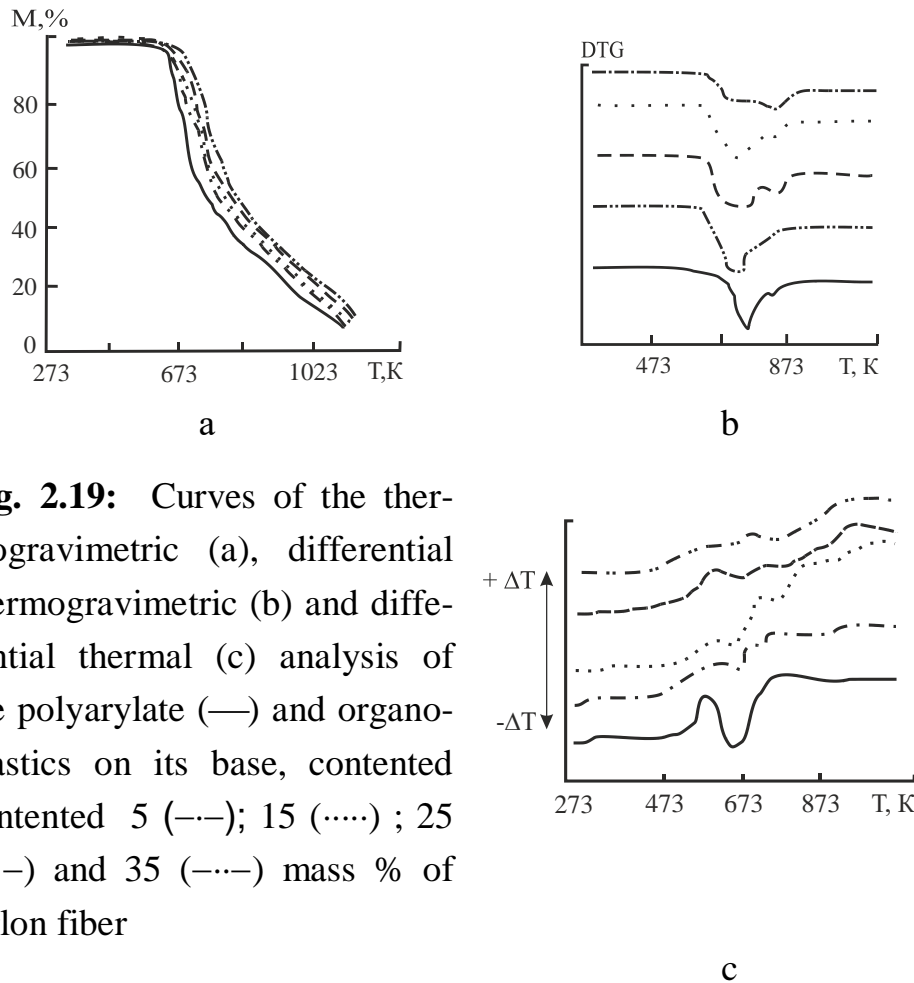 M,%
80
60
40
20
0
273 673 1023 T,K
a
DTG
473 873 T, K
b
g. 2.19: Curves of the ther-
ogravimetric (a), differential
ermogravimetric (b) and diffe-
ntial thermal (c) analysis of
e polyarylate (—) and organo-
astics on its base, contented
ntented 5 (–·–); 15 (·····) ; 25
–) and 35 (–··–) mass % of
lon fiber
+ ΔT
-ΔT
273 473 673 873 T, K
c